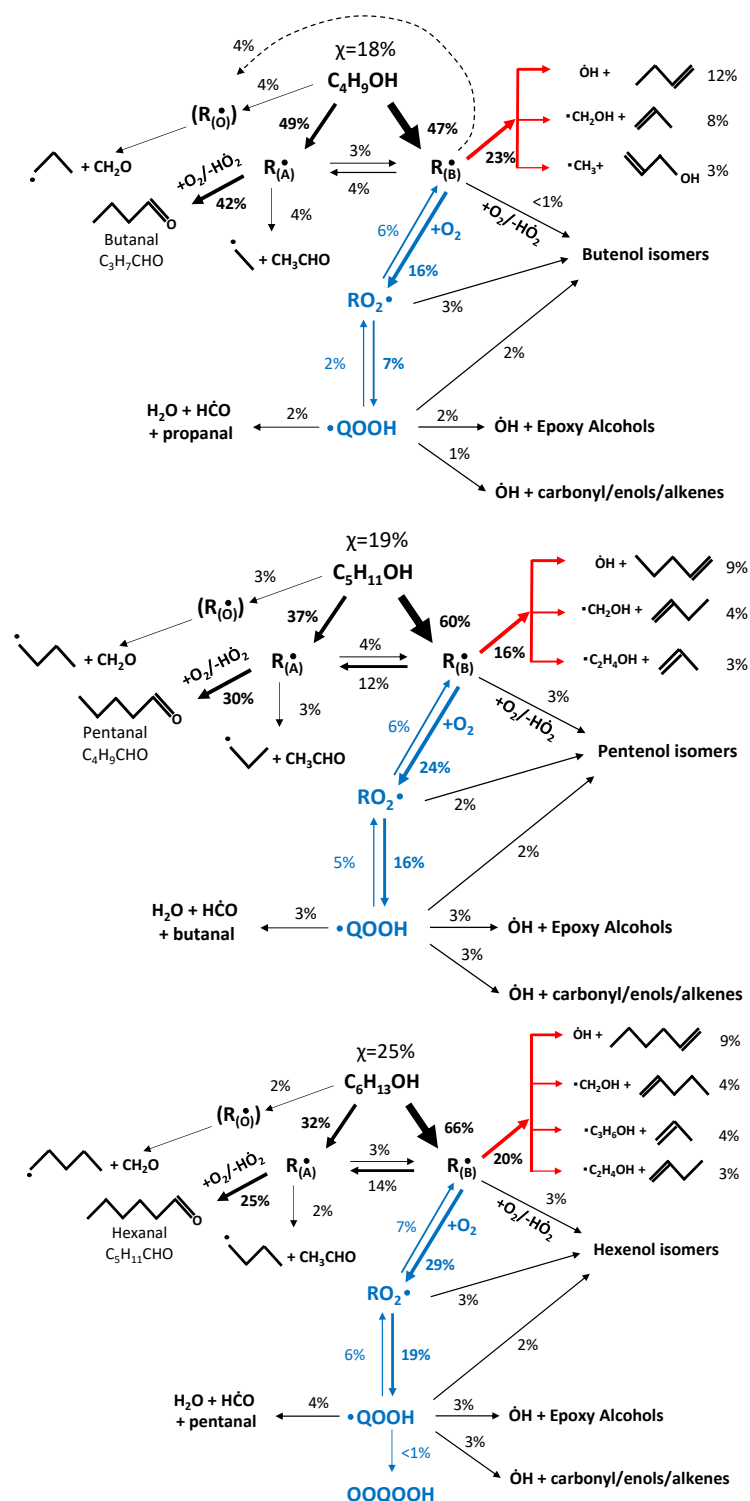 4%
χ=18%
C₄H₉OH
4%
(Ṙ(O))
49%
47%
ȮH +
12%
•CH₂OH +
8%
•CH₃+
OH
3%
23%
• + CH₂O
+O₂/-HȮ₂
42%
Ṙ(A)
3%
4%
Ṙ(B)
<1%
+O₂/-HȮ₂
O
Butanal
C₃H₇CHO
4%
• + CH₃CHO
6%
+O₂
16%
Butenol isomers
RO₂•
3%
2%
7%
2%
H₂O + HĊO
+ propanal
2%
•QOOH
2%
ȮH + Epoxy Alcohols
1%
ȮH + carbonyl/enols/alkenes
χ=19%
C₅H₁₁OH
3%
(Ṙ(O))
37%
60%
ȮH +
9%
•CH₂OH +
4%
•C₂H₄OH +
3%
16%
• + CH₂O
+O₂/-HȮ₂
30%
Ṙ(A)
4%
12%
Ṙ(B)
3%
+O₂/-HȮ₂
O
Pentanal
C₄H₉CHO
3%
• + CH₃CHO
6%
+O₂
24%
Pentenol isomers
RO₂•
2%
5%
16%
2%
H₂O + HĊO
+ butanal
3%
•QOOH
3%
ȮH + Epoxy Alcohols
3%
ȮH + carbonyl/enols/alkenes
χ=25%
C₆H₁₃OH
2%
(Ṙ(O))
32%
66%
ȮH +
9%
•CH₂OH +
4%
•C₃H₆OH +
4%
•C₂H₄OH +
3%
20%
• + CH₂O
+O₂/-HȮ₂
25%
Ṙ(A)
3%
14%
Ṙ(B)
3%
+O₂/-HȮ₂
O
Hexanal
C₅H₁₁CHO
2%
• + CH₃CHO
7%
+O₂
29%
Hexenol isomers
RO₂•
3%
6%
19%
2%
H₂O + HĊO
+ pentanal
4%
•QOOH
3%
ȮH + Epoxy Alcohols
3%
ȮH + carbonyl/enols/alkenes
<1%
OOQOOH